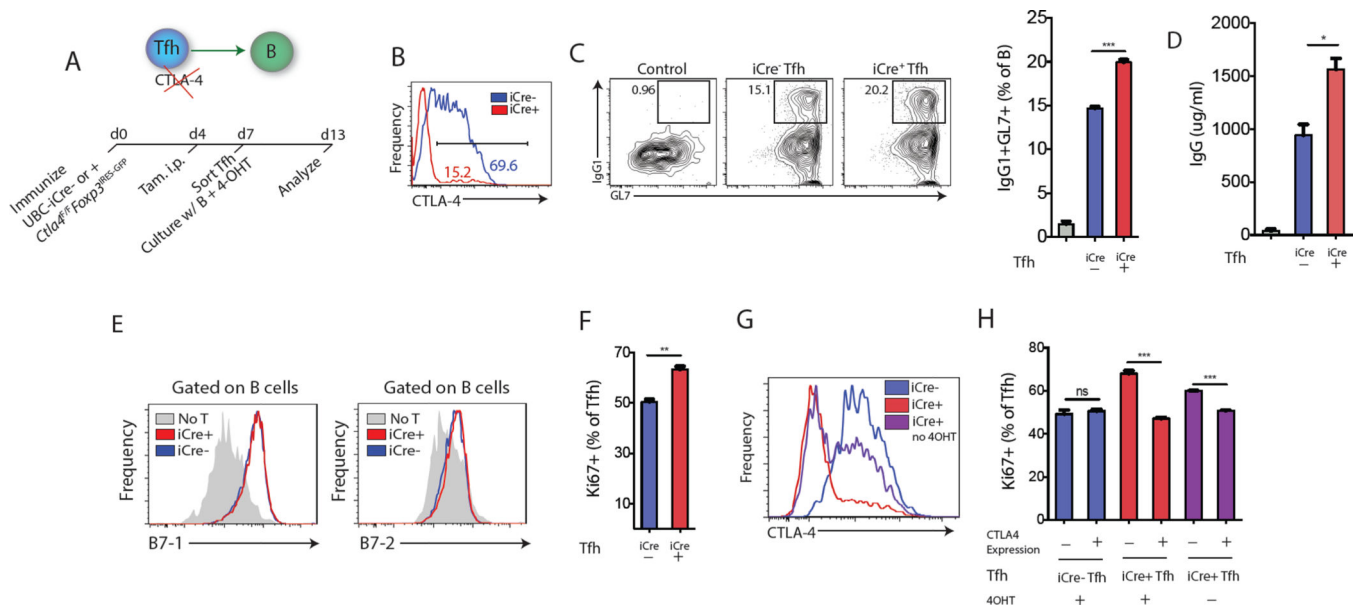 A
Tfh
B
CTLA-4
d0
d4
d7
d13
Immunize
UBC-iCre- or +
Ctla4F/FFoxp3IRES-GFP
Tam. i.p.
Sort Tfh
Culture w/ B + 4-OHT
Analyze
B
Frequency
iCre-
iCre+
15.2
69.6
CTLA-4
C
Control
iCre- Tfh
iCre+ Tfh
0.96
15.1
20.2
IgG1
GL7
IgG1+GL7+ (% of B)
25
20
15
10
5
0
***
Tfh
iCre
−
iCre
+
D
IgG (ug/ml)
2000
1500
1000
500
0
*
Tfh
iCre
−
iCre
+
E
Gated on B cells
No T
iCre+
iCre-
Frequency
B7-1
Gated on B cells
No T
iCre+
iCre-
Frequency
B7-2
F
Ki67+ (% of Tfh)
70
50
30
10
**
Tfh
iCre
−
iCre
+
G
Frequency
iCre-
iCre+
iCre+
no 4OHT
CTLA-4
H
Ki67+ (% of Tfh)
80
60
40
20
0
ns
***
***
CTLA4
Expression
− + − + − +
Tfh
iCre- Tfh iCre+ Tfh iCre+ Tfh
4OHT + + −